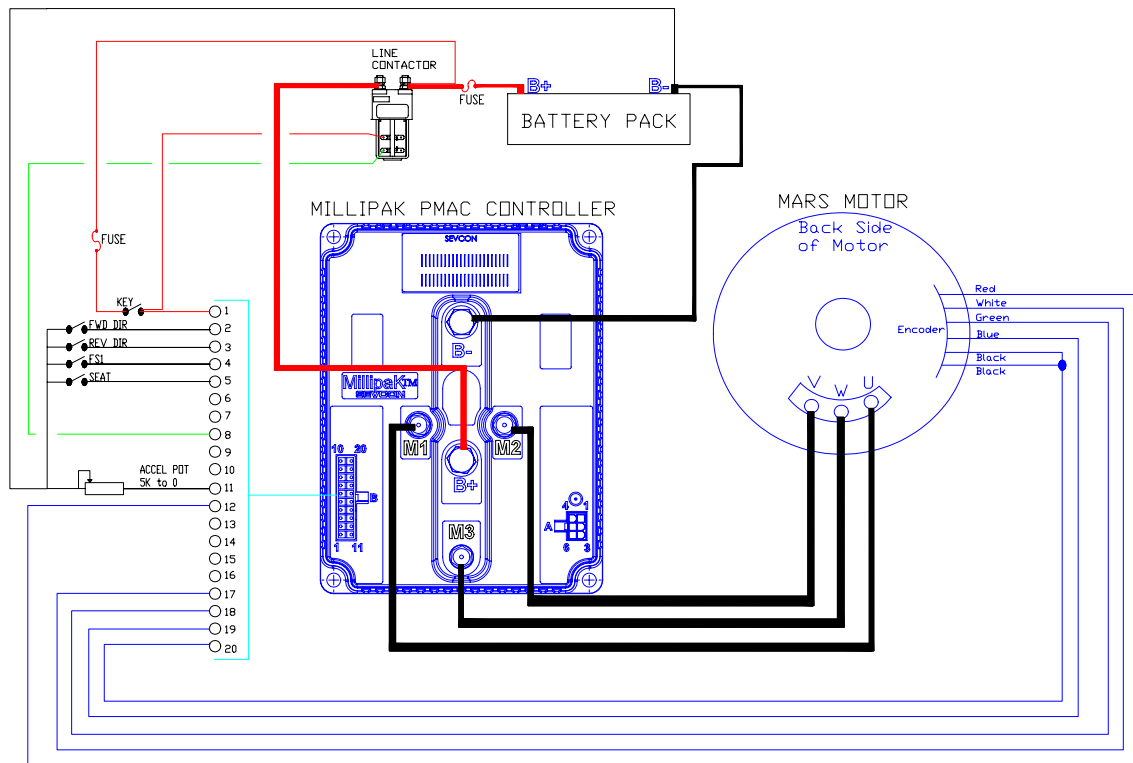 LINE
CONTACTOR
FUSE
B+
B-
BATTERY PACK
MILLIPAK PMAC CONTROLLER
MARS MOTOR
SEVCON
Back Side
of Motor
FUSE
Red
White
Green
Encoder
Blue
Black
Black
KEY
1
FWD DIR
2
REV DIR
3
FS1
4
SEAT
5
6
7
8
9
10
ACCEL POT
5K to 0
11
12
13
14
15
16
17
18
19
20
B-
Millipak™
SEVCON
M1
M2
B+
M3
10 20
B
1 11
4 1
A
6 3
V
W
U